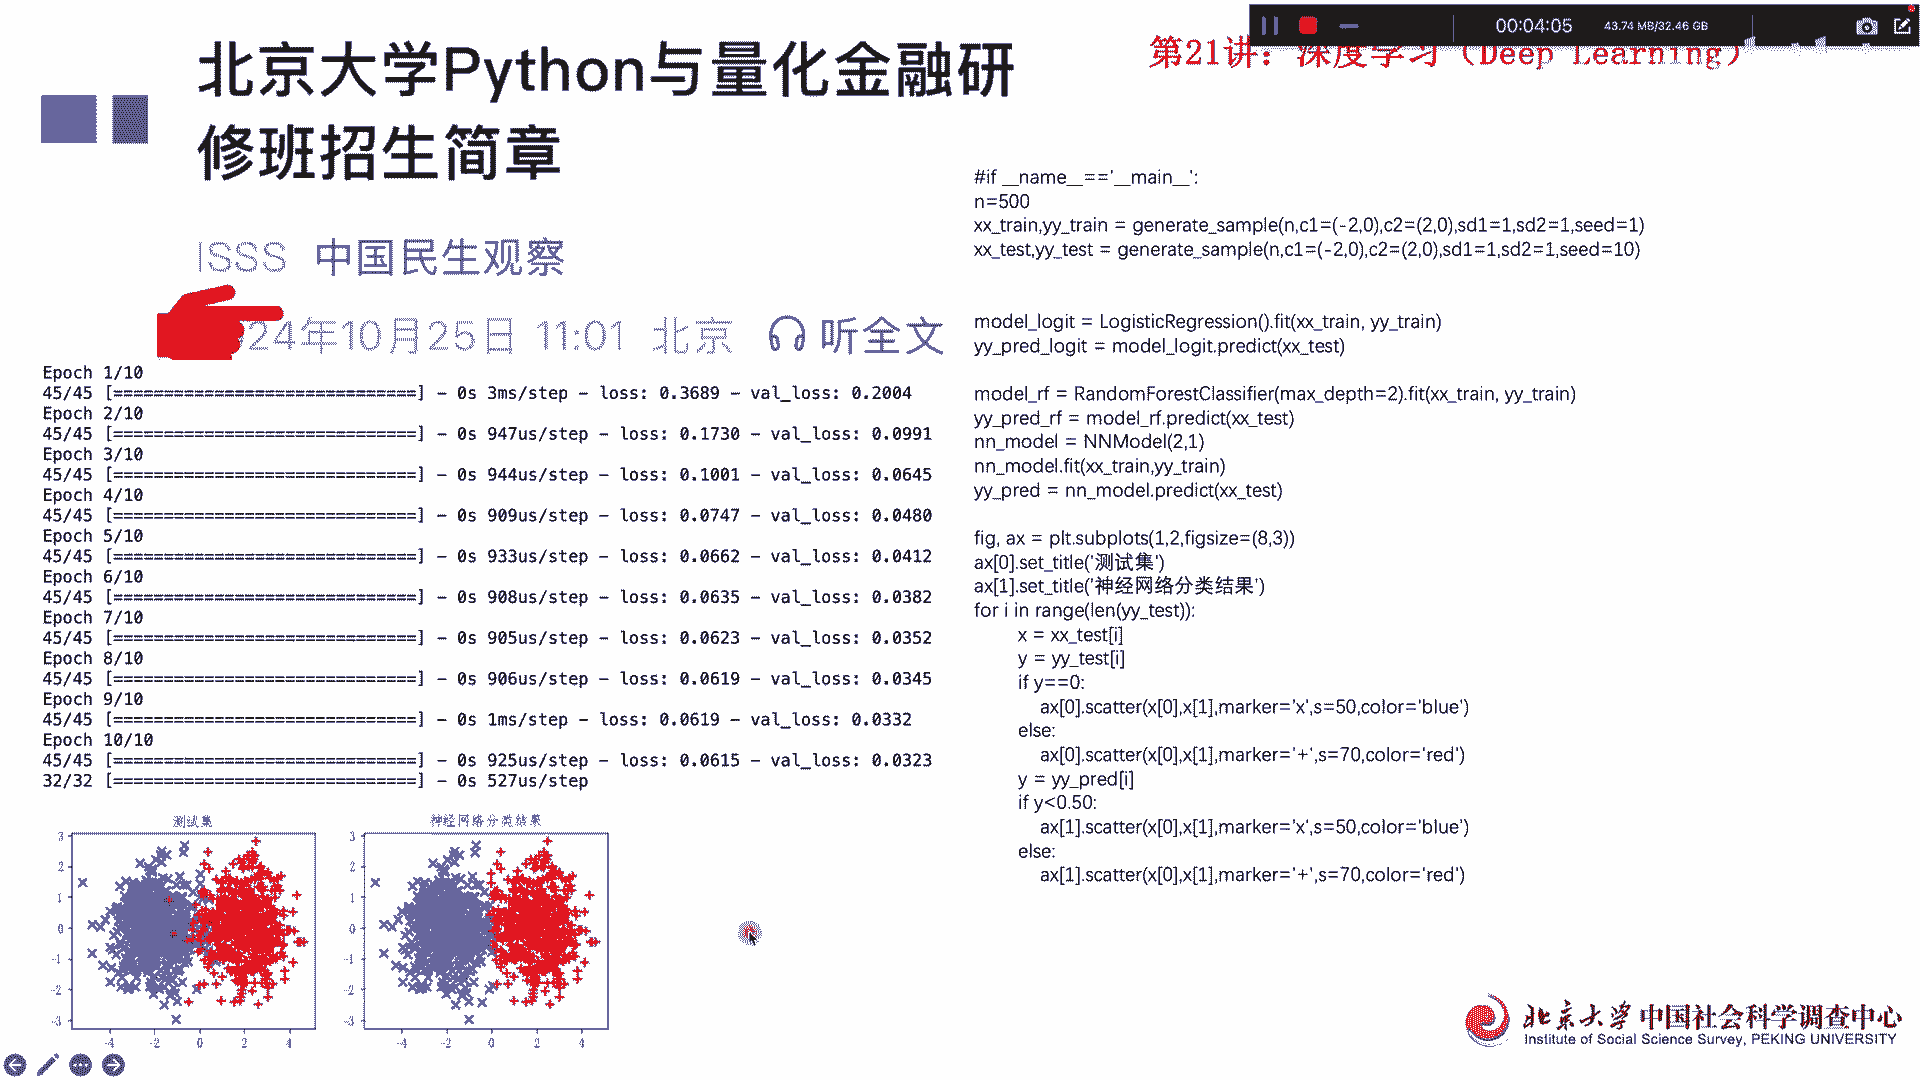 00:04:05
43.74 MB/32.46 GB
第21讲：深度学习（Deep Learning）
北京大学Python与量化金融研
修班招生简章
ISSS 中国民生观察
24年10月25日 11:01 北京 听全文
Epoch 1/10
45/45 [==============================] - 0s 3ms/step - loss: 0.3689 - val_loss: 0.2004
Epoch 2/10
45/45 [==============================] - 0s 947us/step - loss: 0.1730 - val_loss: 0.0991
Epoch 3/10
45/45 [==============================] - 0s 944us/step - loss: 0.1001 - val_loss: 0.0645
Epoch 4/10
45/45 [==============================] - 0s 909us/step - loss: 0.0747 - val_loss: 0.0480
Epoch 5/10
45/45 [==============================] - 0s 933us/step - loss: 0.0662 - val_loss: 0.0412
Epoch 6/10
45/45 [==============================] - 0s 908us/step - loss: 0.0635 - val_loss: 0.0382
Epoch 7/10
45/45 [==============================] - 0s 905us/step - loss: 0.0623 - val_loss: 0.0352
Epoch 8/10
45/45 [==============================] - 0s 906us/step - loss: 0.0619 - val_loss: 0.0345
Epoch 9/10
45/45 [==============================] - 0s 1ms/step - loss: 0.0619 - val_loss: 0.0332
Epoch 10/10
45/45 [==============================] - 0s 925us/step - loss: 0.0615 - val_loss: 0.0323
32/32 [==============================] - 0s 527us/step
测试集
3
2
1
0
-1
-2
-3
-4 -2 0 2 4
神经网络分类结果
3
2
1
0
-1
-2
-3
-4 -2 0 2 4
#if __name__=='__main__':
n=500
xx_train,yy_train = generate_sample(n,c1=(-2,0),c2=(2,0),sd1=1,sd2=1,seed=1)
xx_test,yy_test = generate_sample(n,c1=(-2,0),c2=(2,0),sd1=1,sd2=1,seed=10)
model_logit = LogisticRegression().fit(xx_train, yy_train)
yy_pred_logit = model_logit.predict(xx_test)
model_rf = RandomForestClassifier(max_depth=2).fit(xx_train, yy_train)
yy_pred_rf = model_rf.predict(xx_test)
nn_model = NNModel(2,1)
nn_model.fit(xx_train,yy_train)
yy_pred = nn_model.predict(xx_test)
fig, ax = plt.subplots(1,2,figsize=(8,3))
ax[0].set_title('测试集')
ax[1].set_title('神经网络分类结果')
for i in range(len(yy_test)):
x = xx_test[i]
y = yy_test[i]
if y==0:
ax[0].scatter(x[0],x[1],marker='x',s=50,color='blue')
else:
ax[0].scatter(x[0],x[1],marker='+',s=70,color='red')
y = yy_pred[i]
if y<0.50:
ax[1].scatter(x[0],x[1],marker='x',s=50,color='blue')
else:
ax[1].scatter(x[0],x[1],marker='+',s=70,color='red')
北京大学中国社会科学调查中心
Institute of Social Science Survey, PEKING UNIVERSITY